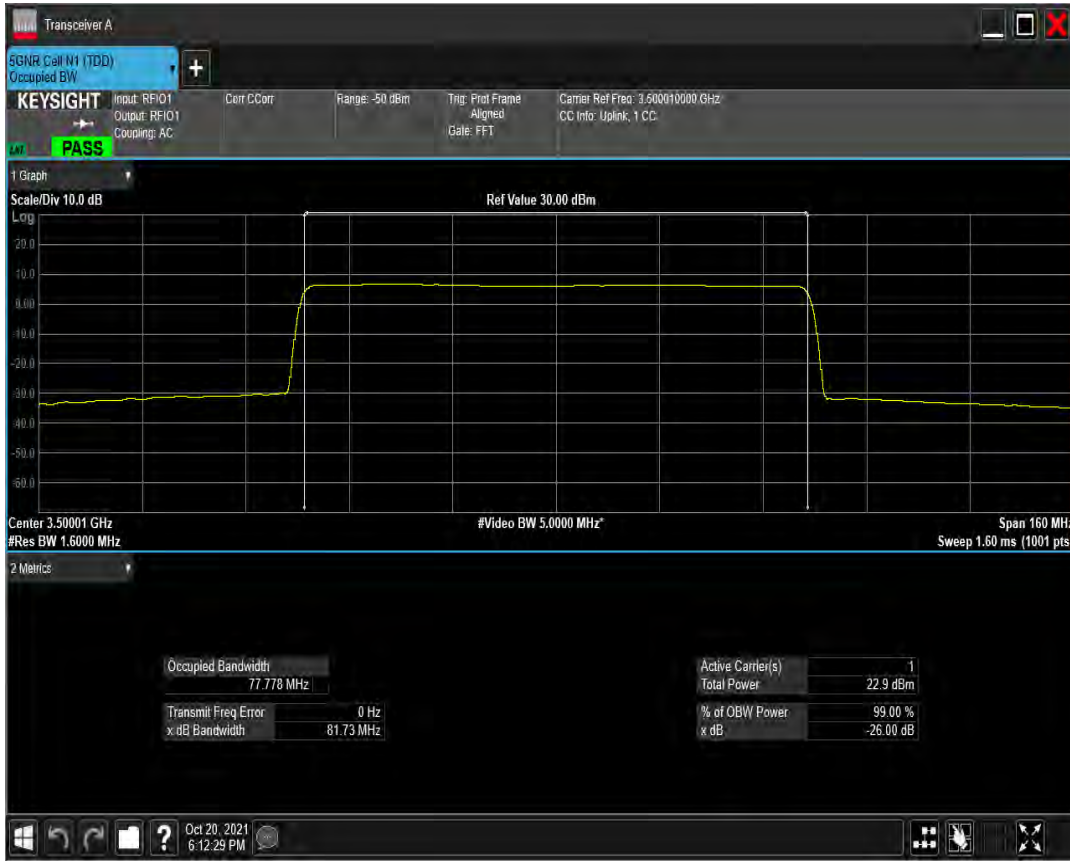 Transceiver A
5GNR Cell N1 (TDD)
Occupied BW
KEYSIGHT
Input: RFIO1
Output: RFIO1
Coupling: AC
Corr CCorr
Range: -50 dBm
Trig: Prot Frame
Aligned
Gate: FFT
Carrier Ref Freq: 3.500010000 GHz
CC Info: Uplink, 1 CC
PASS
1 Graph
Scale/Div 10.0 dB
Ref Value 30.00 dBm
Log
20.0
10.0
0.00
-10.0
-20.0
-30.0
-40.0
-50.0
-60.0
Center 3.50001 GHz
#Video BW 5.0000 MHz*
Span 160 MHz
#Res BW 1.6000 MHz
Sweep 1.60 ms (1001 pts
2 Metrics
Occupied Bandwidth
77.778 MHz
Transmit Freq Error 0 Hz
x dB Bandwidth 81.73 MHz
Active Carrier(s) 1
Total Power 22.9 dBm
% of OBW Power 99.00 %
x dB -26.00 dB
Oct 20, 2021
6:12:29 PM